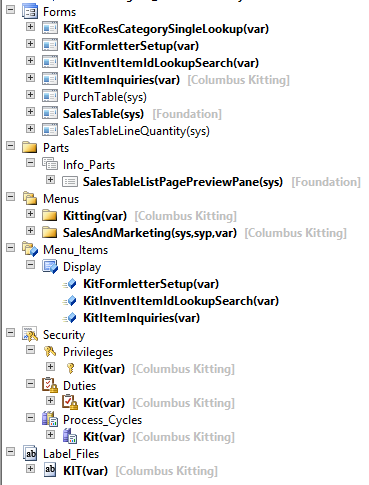 Forms
KitEcoResCategorySingleLookup(var)
KitFormletterSetup(var)
KitInventItemIdLookupSearch(var)
KitItemInquiries(var) [Columbus Kitting]
PurchTable(sys)
SalesTable(sys) [Foundation]
SalesTableLineQuantity(sys)
Parts
Info_Parts
SalesTableListPagePreviewPane(sys) [Foundation]
Menus
Kitting(var) [Columbus Kitting]
SalesAndMarketing(sys,syp,var) [Columbus Kitting]
Menu_Items
Display
KitFormletterSetup(var)
KitInventItemIdLookupSearch(var)
KitItemInquiries(var)
Security
Privileges
Kit(var) [Columbus Kitting]
Duties
Kit(var) [Columbus Kitting]
Process_Cycles
Kit(var) [Columbus Kitting]
Label_Files
KIT(var) [Columbus Kitting]